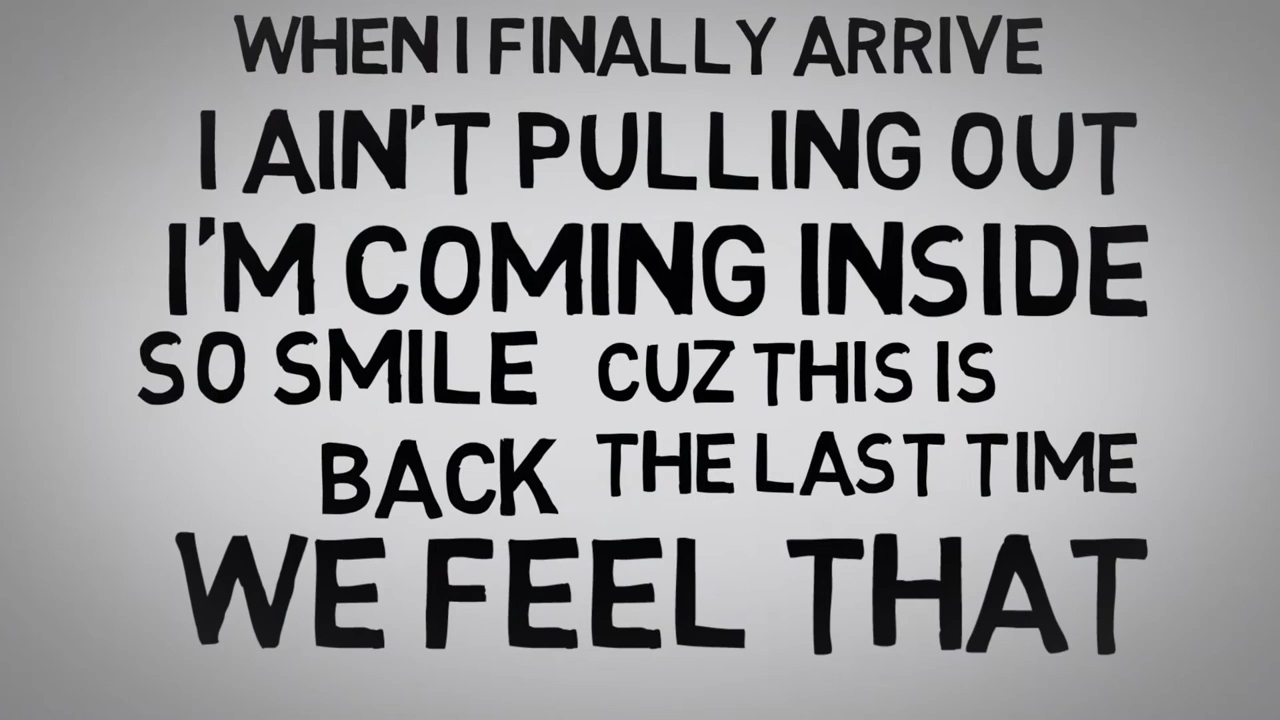 WHEN I FINALLY ARRIVE
I AIN'T PULLING OUT
I'M COMING INSIDE
SO SMILE CUZ THIS IS
BACK THE LAST TIME
WE FEEL THAT